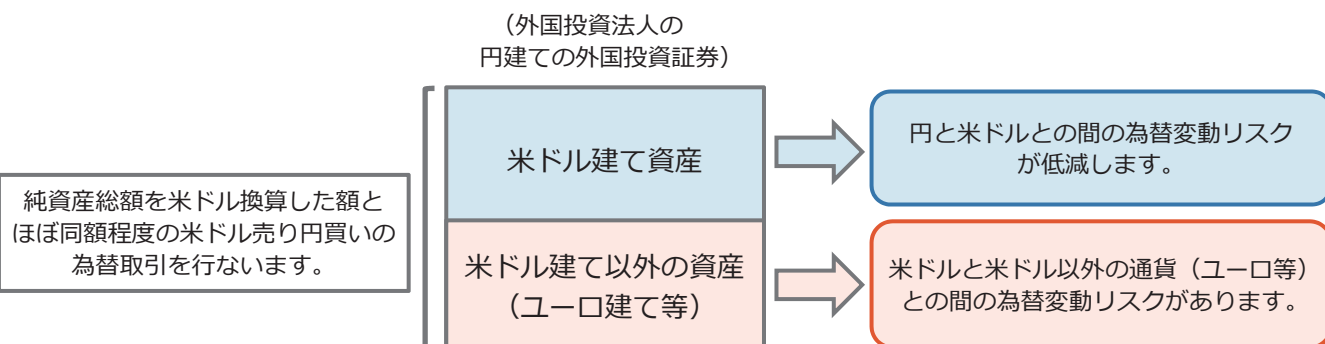 （外国投資法人の
円建ての外国投資証券）
純資産総額を米ドル換算した額と
ほぼ同額程度の米ドル売り円買いの
為替取引を行ないます。
米ドル建て資産
円と米ドルとの間の為替変動リスク
が低減します。
米ドル建て以外の資産
（ユーロ建て等）
米ドルと米ドル以外の通貨（ユーロ等）
との間の為替変動リスクがあります。